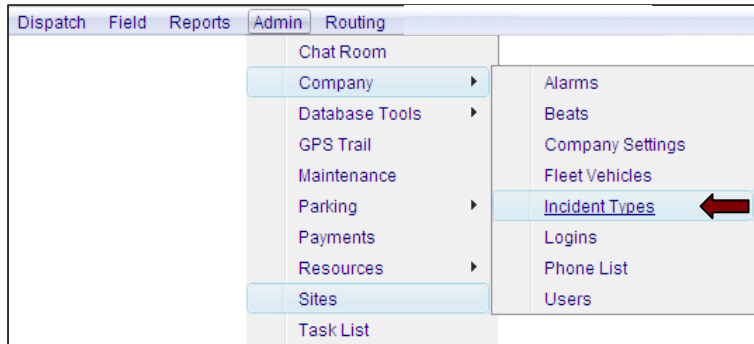 Dispatch Field Reports Admin Routing
Chat Room
Company
Database Tools
GPS Trail
Maintenance
Parking
Payments
Resources
Sites
Task List
Alarms
Beats
Company Settings
Fleet Vehicles
Incident Types
Logins
Phone List
Users